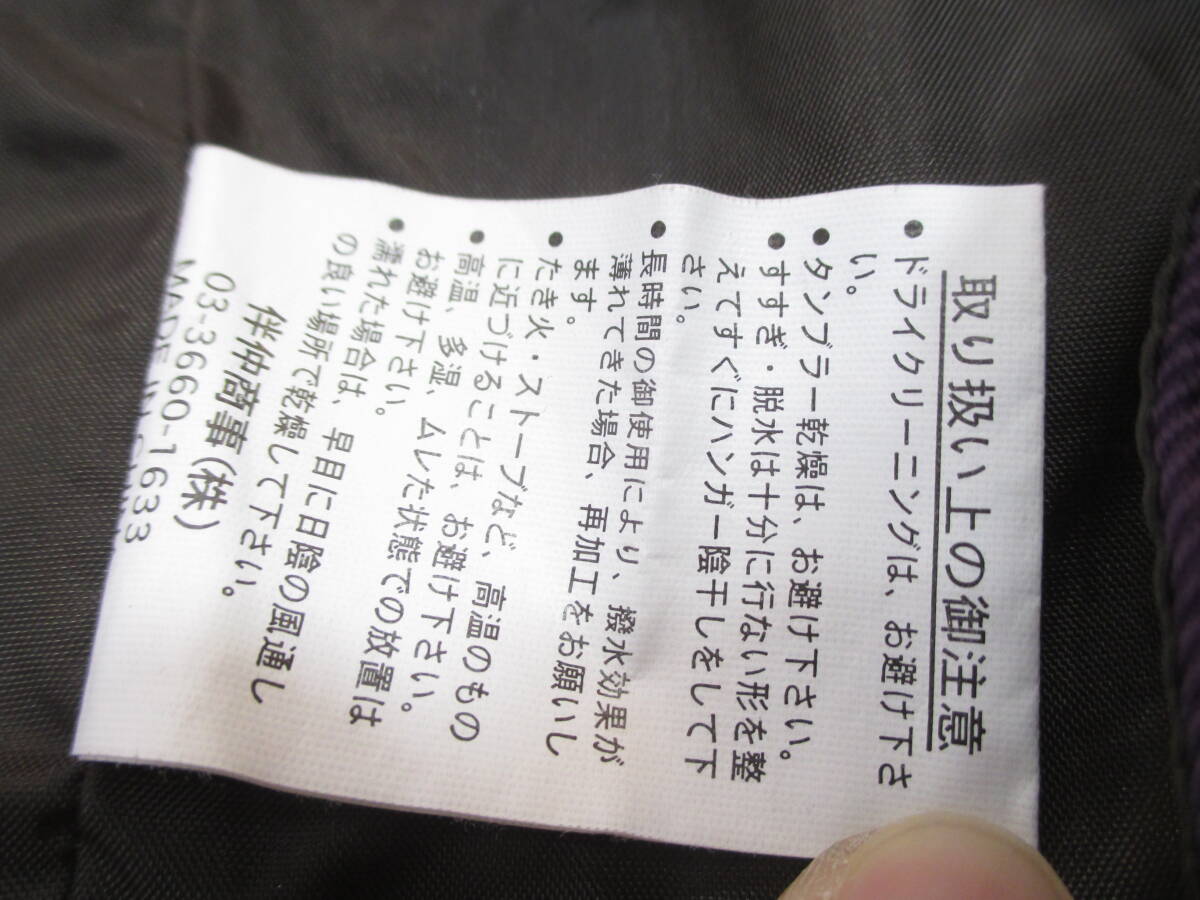 取り扱い上の御注意
●ドライクリーニングは、お避け下さ
い。
●タンブラー乾燥は、お避け下さい。
●すすぎ・脱水は十分に行ない形を整
えてすぐにハンガー陰干しをして下
さい。
●長時間の御使用により、撥水効果が
薄れてきた場合、再加工をお願いし
ます。
●たき火・ストーブなど、高温のもの
に近づけることは、お避け下さい。
●高温、多湿、ムレた状態での放置は
お避け下さい。
●濡れた場合は、早目に日陰の風通し
の良い場所で乾燥して下さい。
伴仲商事(株)
03-3660-1633
MADE IN